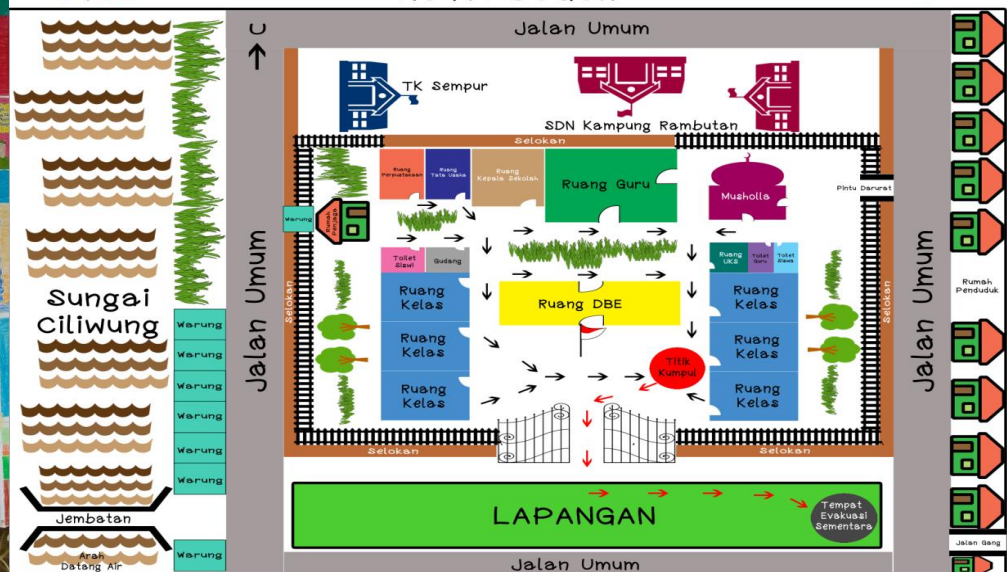 U
Jalan Umum
TK Sempur
SDN Kampung Rambutan
Selokan
Ruang
Perpustakaan
Ruang
Tata Usaha
Ruang
Kepala Sekolah
Ruang Guru
Musholla
Pintu Darurat
Warung
Rumah
Penjaga
Toilet
Siswi
Gudang
Ruang
UKS
Toilet
Guru
Toilet
Siswa
Jalan Umum
Selokan
Ruang
Kelas
Ruang
Kelas
Ruang
Kelas
Ruang DBE
Ruang
Kelas
Ruang
Kelas
Ruang
Kelas
Titik
Kumpul
Selokan
Jalan Umum
Rumah
Penduduk
Sungai
Ciliwung
Warung
Warung
Warung
Warung
Warung
Warung
Selokan
Selokan
LAPANGAN
Tempat
Evakuasi
Sementara
Jembatan
Arah
Datang Air
Warung
Jalan Gang
Jalan Umum